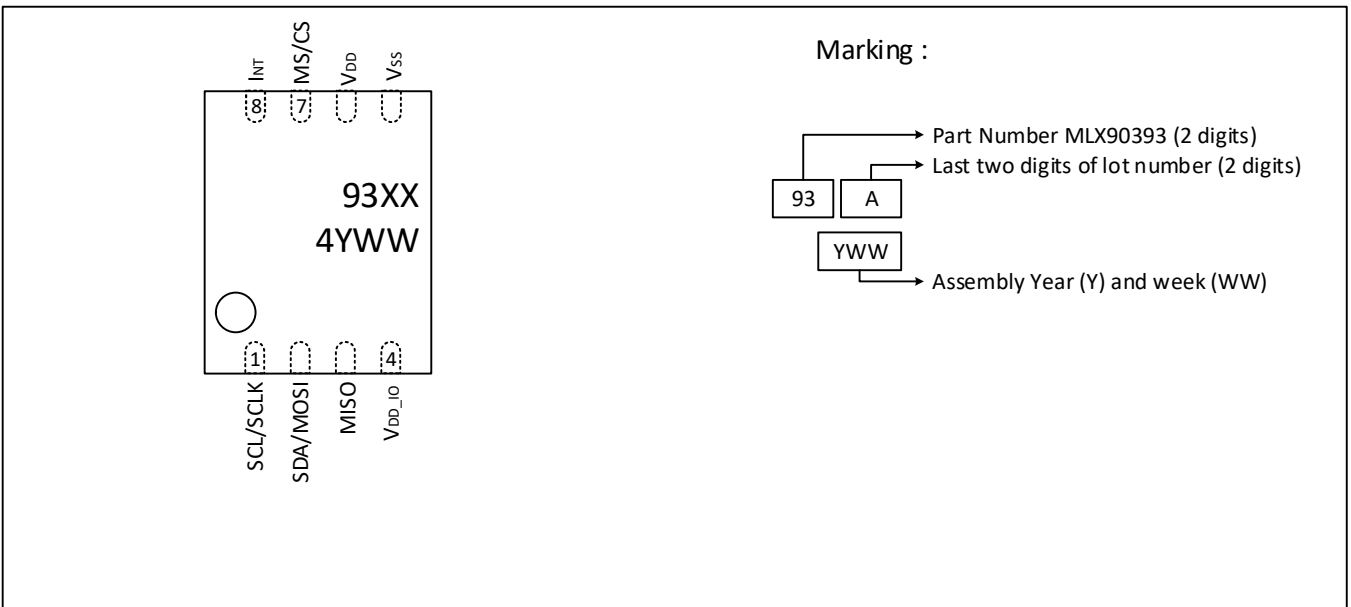 INT MS/CS VDD VSS
8 7
93XX
4YWW
1 4
SCL/SCLK SDA/MOSI MISO VDD_IO
Marking :
Part Number MLX90393 (2 digits)
Last two digits of lot number (2 digits)
93 A
YWW
Assembly Year (Y) and week (WW)